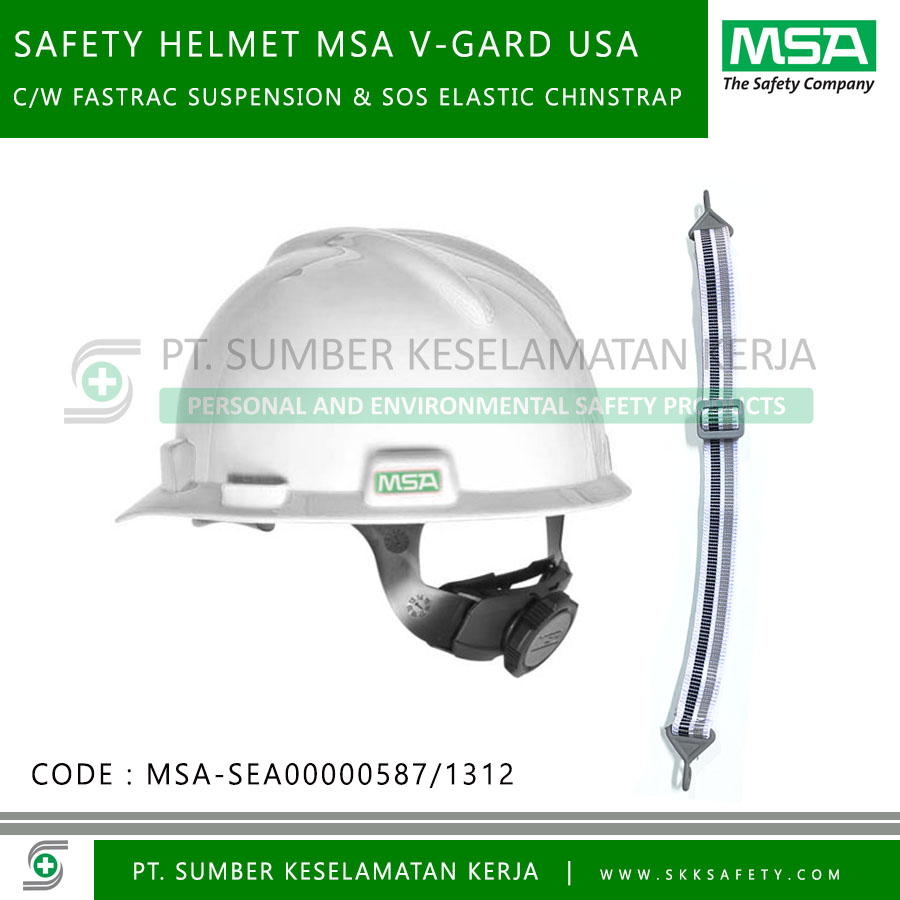 SAFETY HELMET MSA V-GARD USA
C/W FASTRAC SUSPENSION & SOS ELASTIC CHINSTRAP
MSA
The Safety Company
PT. SUMBER KESELAMATAN KERJA
PERSONAL AND ENVIRONMENTAL SAFETY PRODUCTS
MSA
MSA
CODE : MSA-SEA00000587/1312
PT. SUMBER KESELAMATAN KERJA | WWW.SKKSAFETY.COM